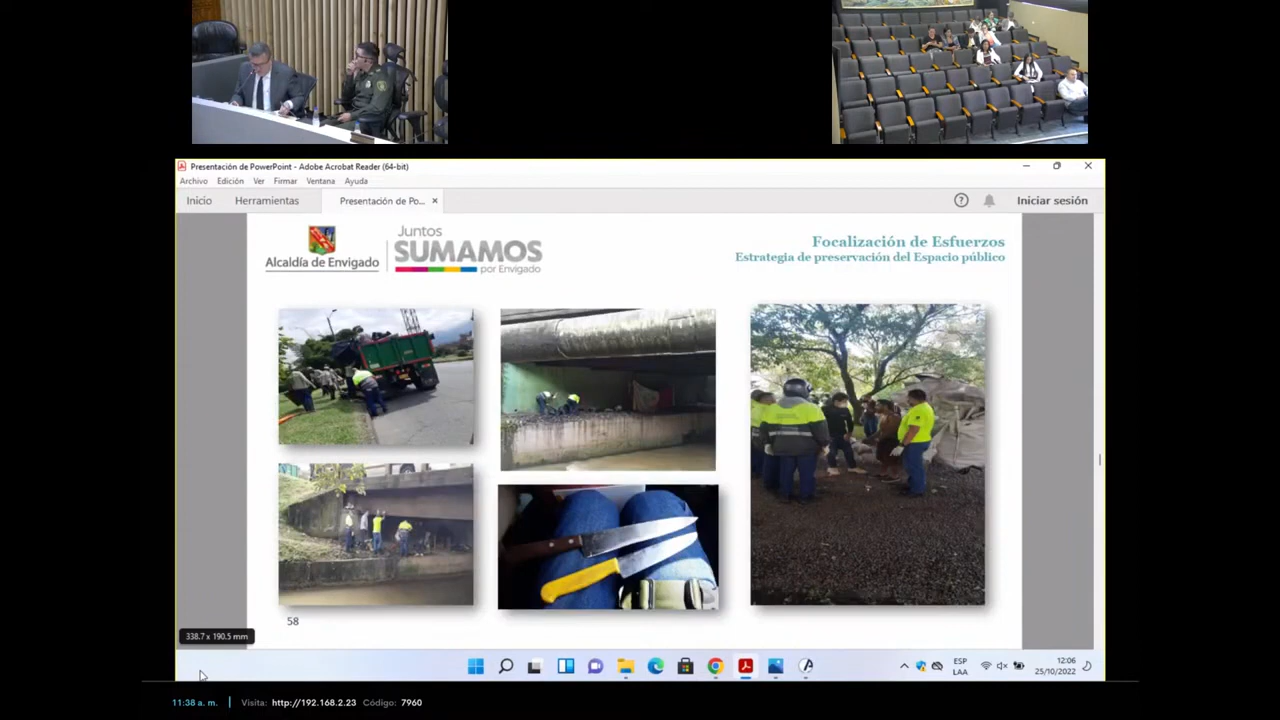 Presentación de PowerPoint - Adobe Acrobat Reader (64-bit)
Archivo Edición Ver Firmar Ventana Ayuda
Inicio Herramientas Presentación de Po... Iniciar sesión
Alcaldía de Envigado
Juntos
SUMAMOS
por Envigado
Focalización de Esfuerzos
Estrategia de preservación del Espacio público
58
338.7 x 190.5 mm
ESP
LAA
12:06
25/10/2022
11:38 a. m. Visita: http://192.168.2.23 Código: 7960